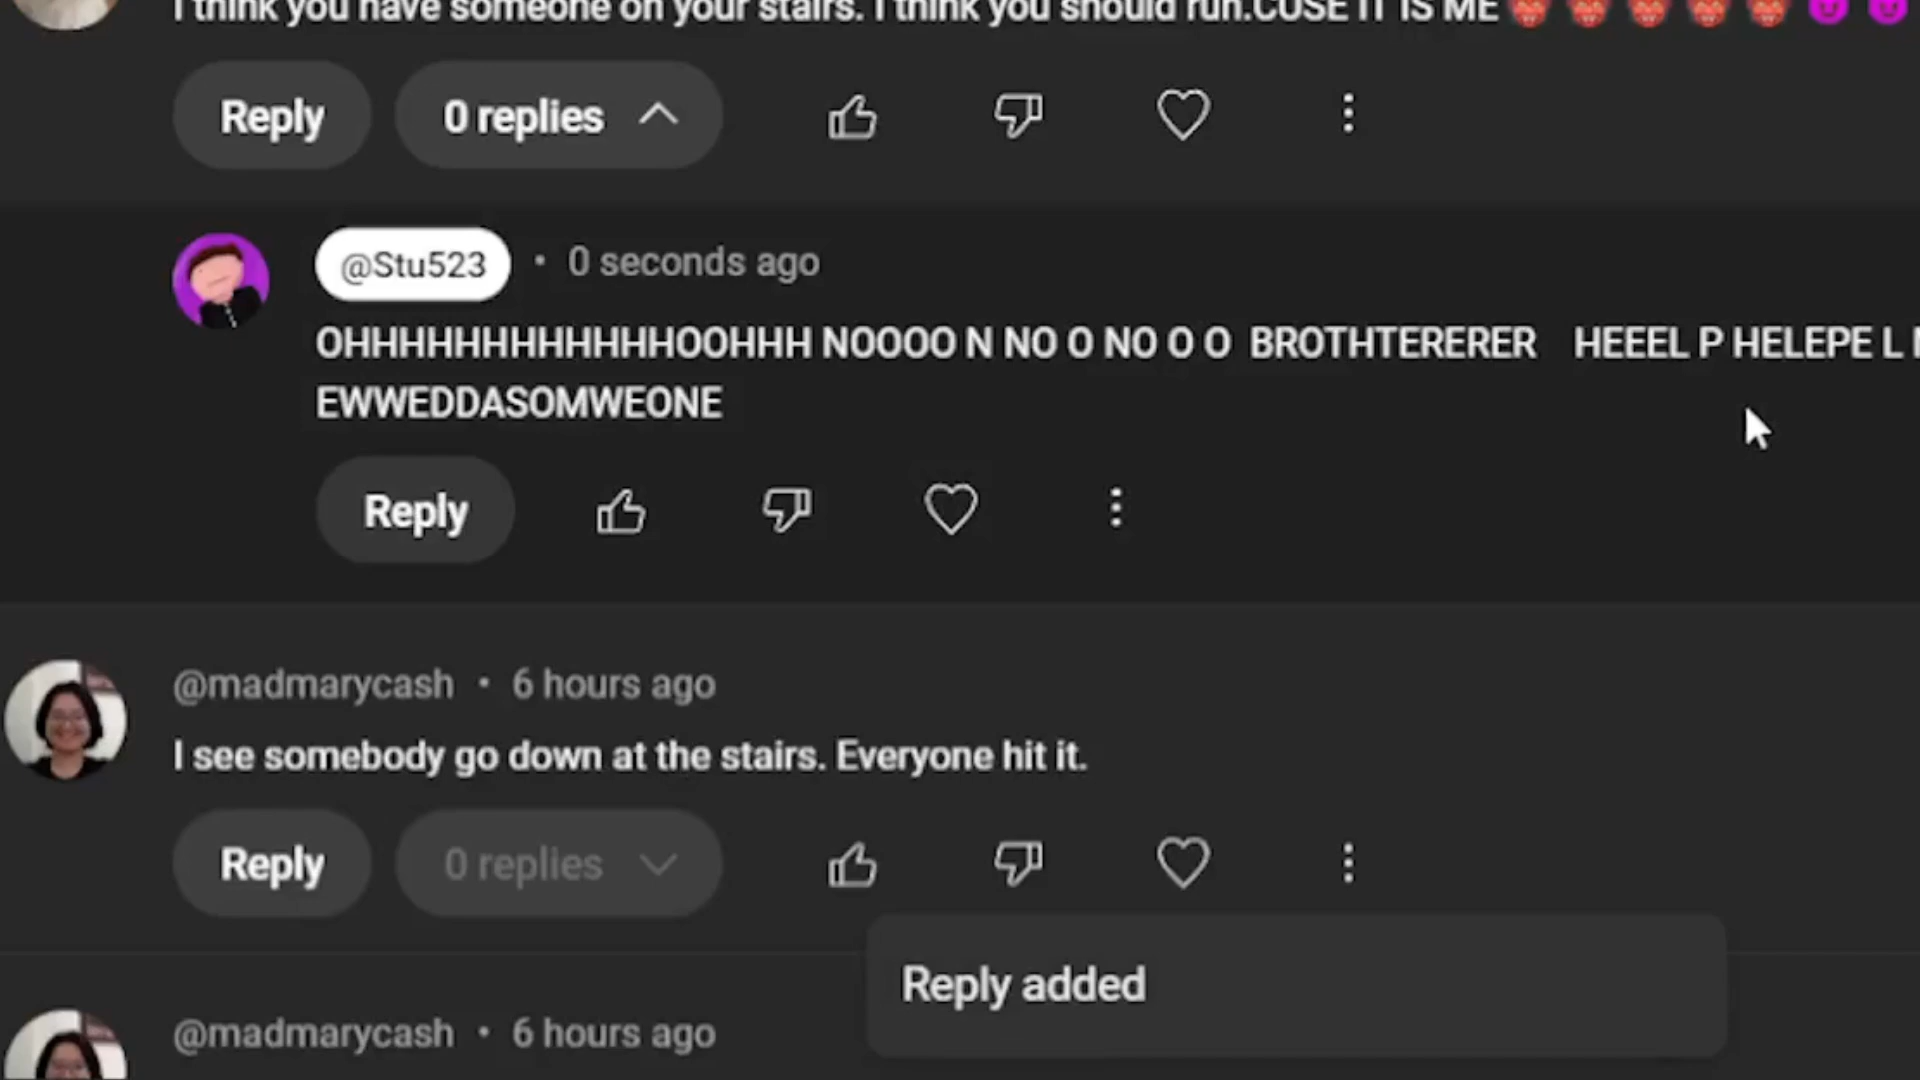 I think you have someone on your stairs. I think you should run.CUSE IT IS ME 👹👹👹👹👹😈😈
Reply 0 replies
@Stu523 • 0 seconds ago
OHHHHHHHHHHHHHOOHHH NOOOO N NO O NO O O BROTHTERERER HEEEL P HELEPE L
EWWEDDASOMWEONE
Reply
@madmarycash • 6 hours ago
I see somebody go down at the stairs. Everyone hit it.
Reply 0 replies
Reply added
@madmarycash • 6 hours ago